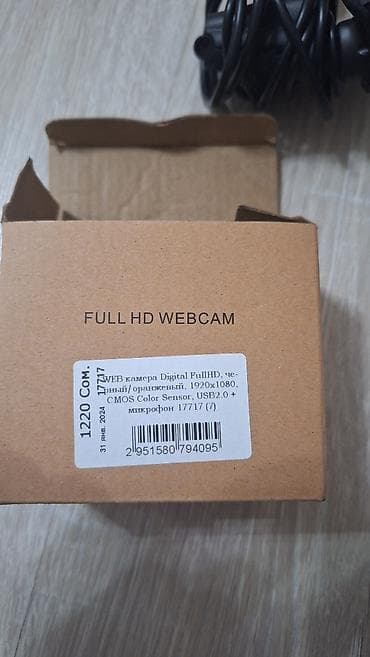 FULL HD WEBCAM
1220 Сом.
31 янв. 2024 17717
WEB камера Digital FullHD, че-
рный/оранжевый, 1920x1080,
CMOS Color Sensor, USB2.0 +
микрофон 17717 (7)
2 951580 794095